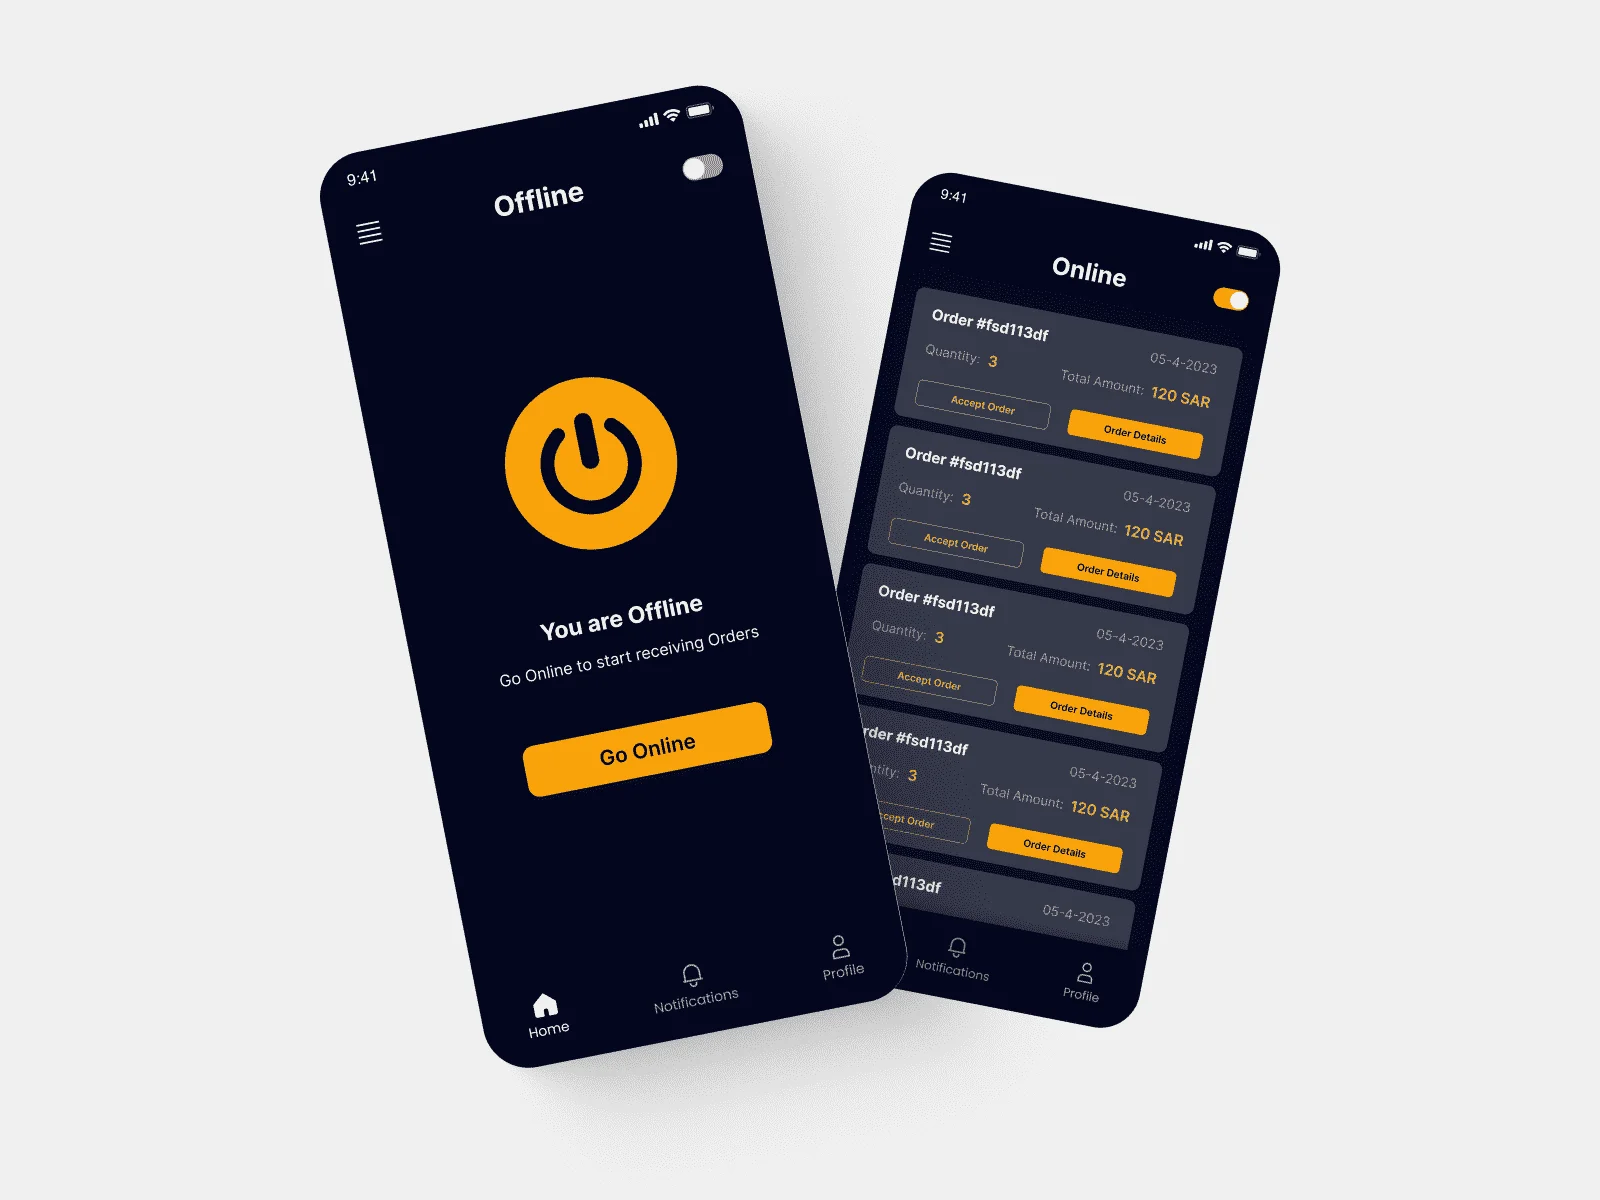 9:41
Offline
You are Offline
Go Online to start receiving Orders
Go Online
Home
Notifications
Profile
9:41
Online
Order #fsd113df
05-4-2023
Quantity: 3
Total Amount: 120 SAR
Accept Order
Order Details
Order #fsd113df
05-4-2023
Quantity: 3
Total Amount: 120 SAR
Accept Order
Order Details
Order #fsd113df
05-4-2023
Quantity: 3
Total Amount: 120 SAR
Accept Order
Order Details
rder #fsd113df
05-4-2023
ntity: 3
Total Amount: 120 SAR
ccept Order
Order Details
d113df
05-4-2023
Notifications
Profile